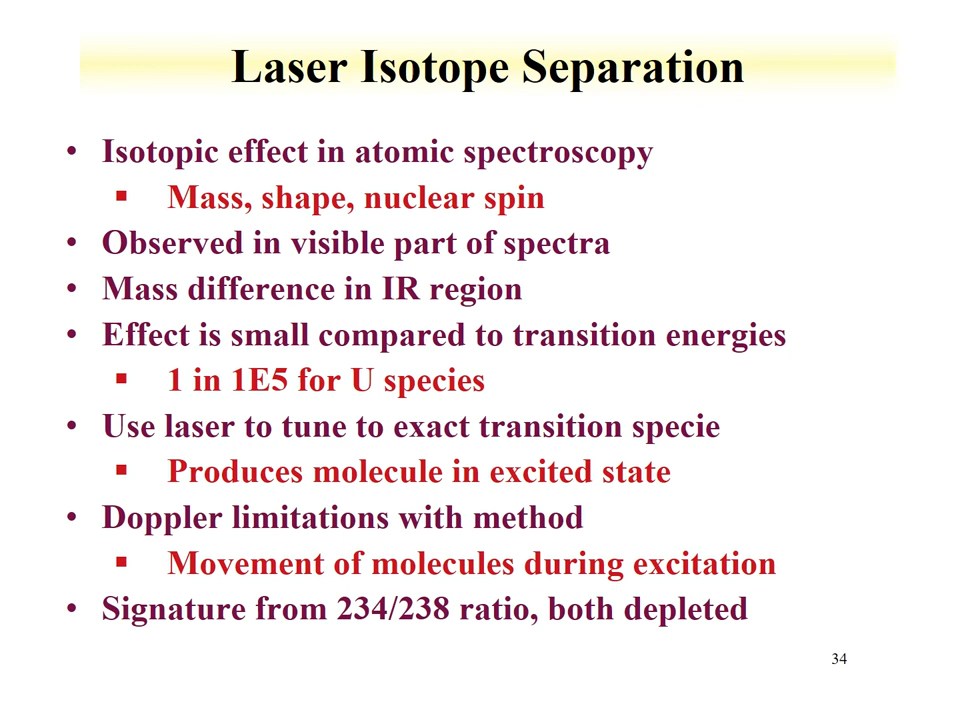 Laser Isotope Separation
• Isotopic effect in atomic spectroscopy
▪ Mass, shape, nuclear spin
• Observed in visible part of spectra
• Mass difference in IR region
• Effect is small compared to transition energies
▪ 1 in 1E5 for U species
• Use laser to tune to exact transition specie
▪ Produces molecule in excited state
• Doppler limitations with method
▪ Movement of molecules during excitation
• Signature from 234/238 ratio, both depleted
34